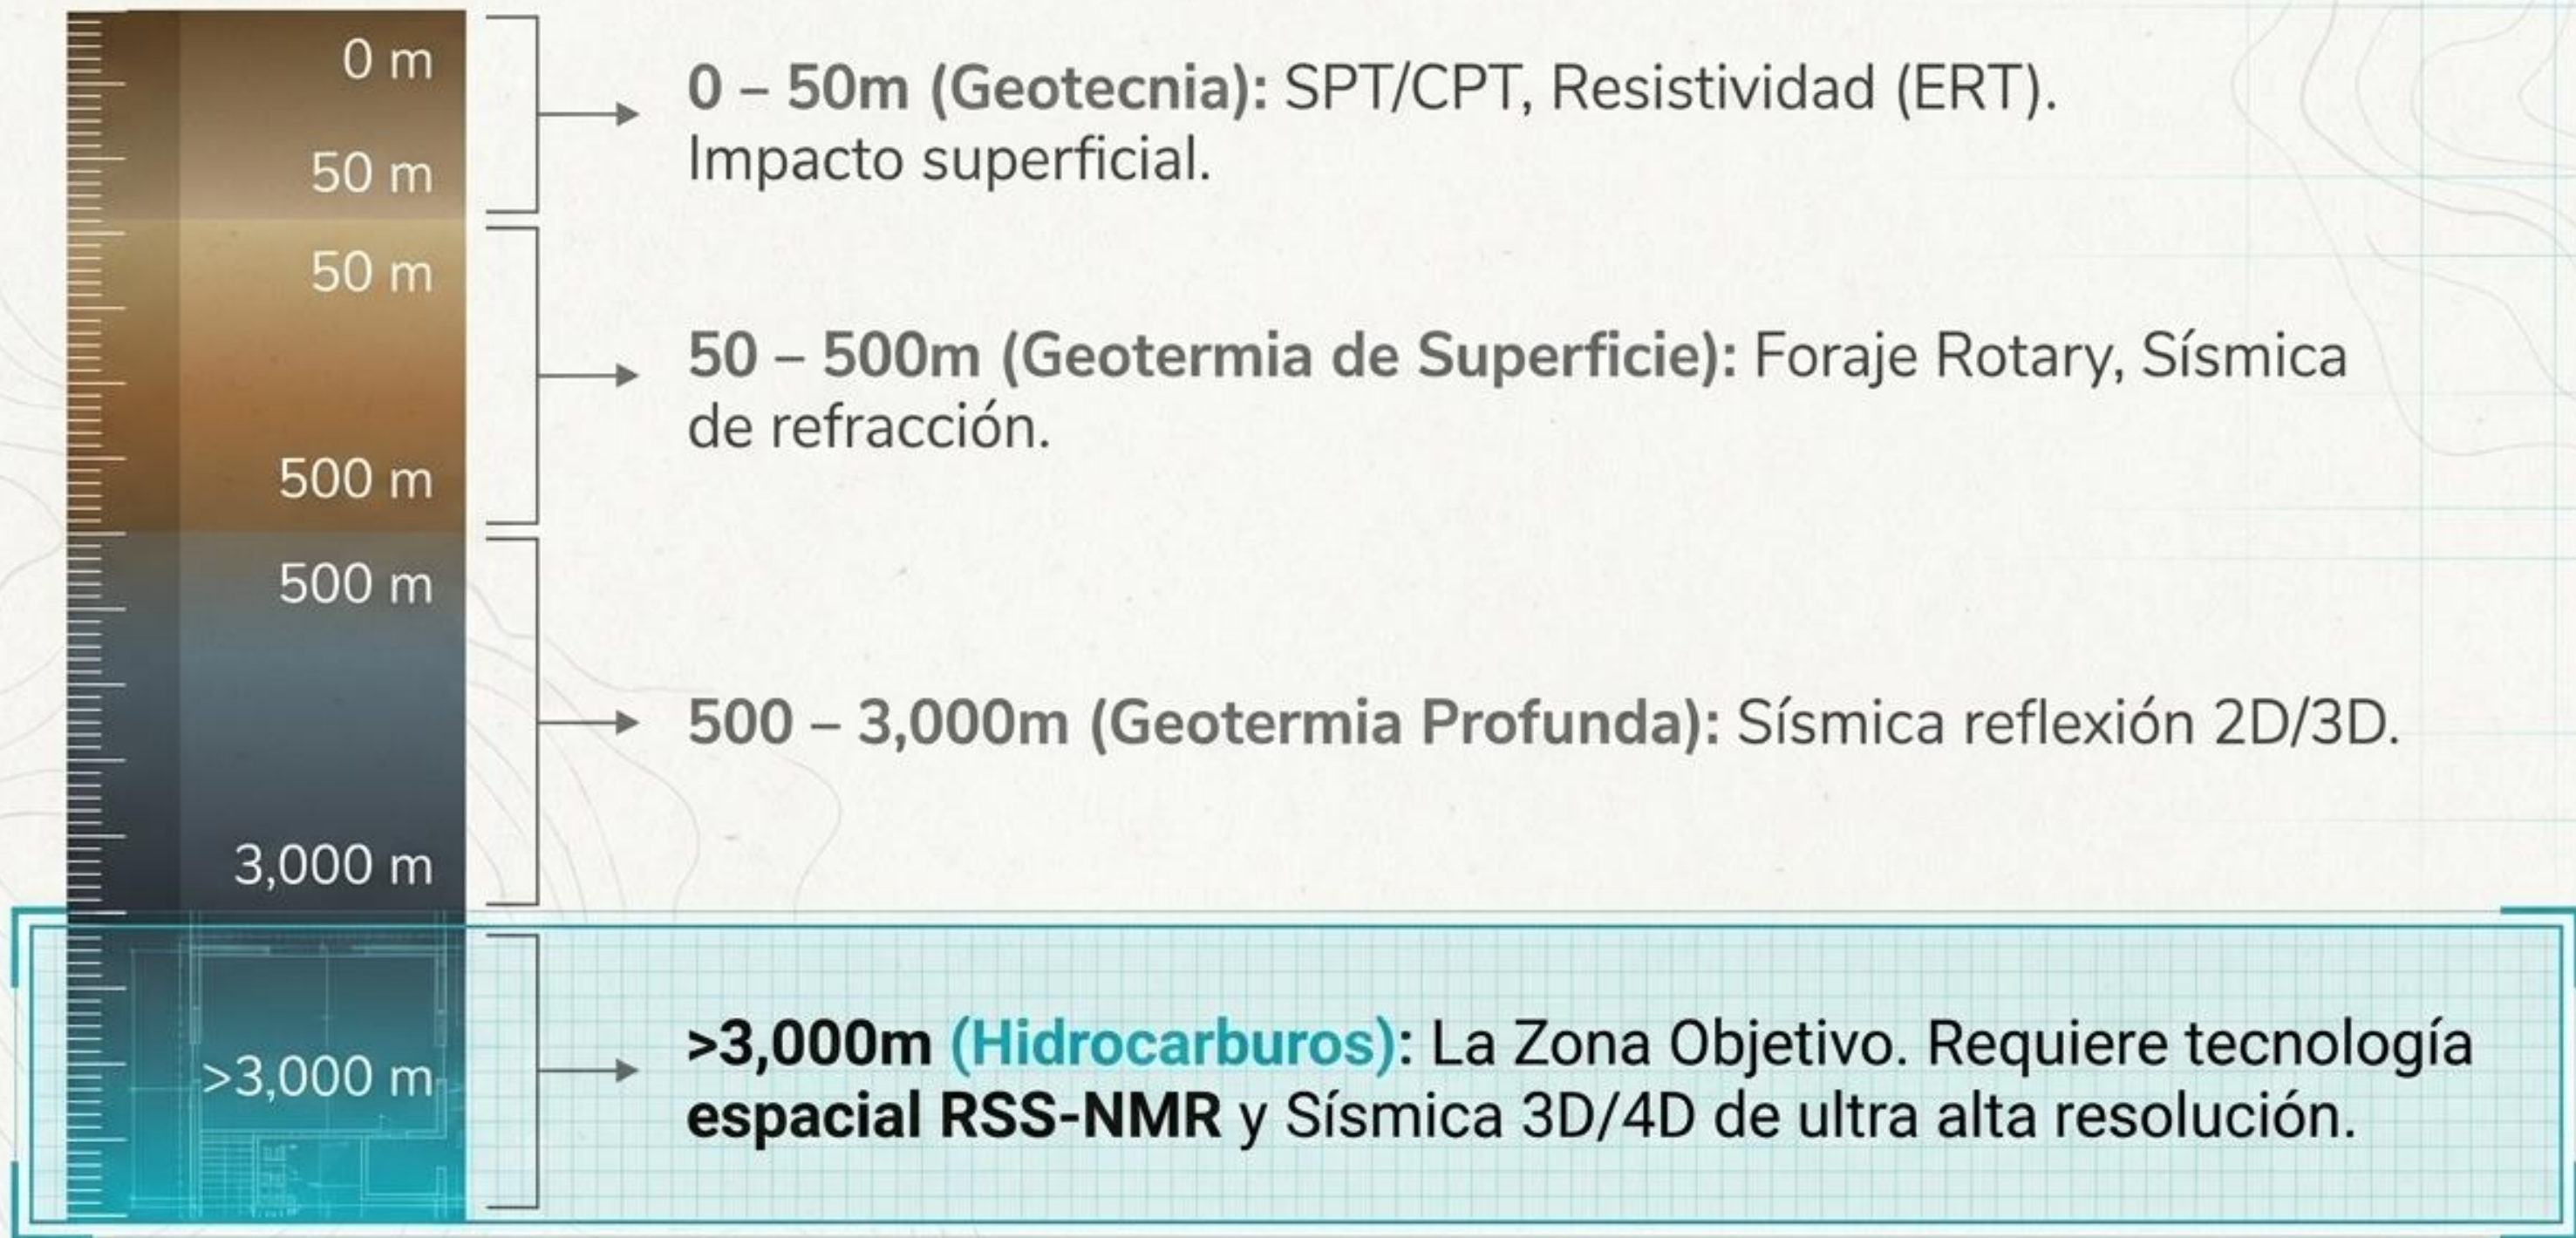 0 m
50 m
0 – 50m (Geotecnia): SPT/CPT, Resistividad (ERT).
Impacto superficial.
50 m
500 m
50 – 500m (Geotermia de Superficie): Foraje Rotary, Sísmica
de refracción.
500 m
3,000 m
500 – 3,000m (Geotermia Profunda): Sísmica reflexión 2D/3D.
>3,000 m
>3,000m (Hidrocarburos): La Zona Objetivo. Requiere tecnología
espacial RSS-NMR y Sísmica 3D/4D de ultra alta resolución.